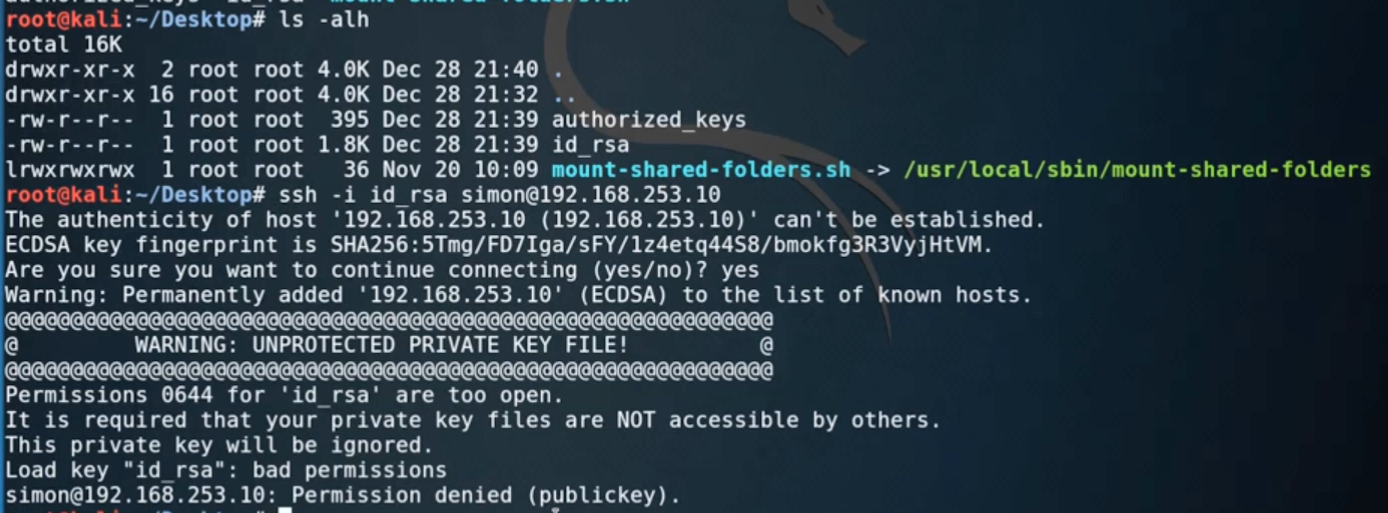 root@kali:~/Desktop# ls -alh
total 16K
drwxr-xr-x  2 root root 4.0K Dec 28 21:40 .
drwxr-xr-x 16 root root 4.0K Dec 28 21:32 ..
-rw-r--r--  1 root root  395 Dec 28 21:39 authorized_keys
-rw-r--r--  1 root root 1.8K Dec 28 21:39 id_rsa
lrwxrwxrwx  1 root root   36 Nov 20 10:09 mount-shared-folders.sh -> /usr/local/sbin/mount-shared-folders
root@kali:~/Desktop# ssh -i id_rsa simon@192.168.253.10
The authenticity of host '192.168.253.10 (192.168.253.10)' can't be established.
ECDSA key fingerprint is SHA256:5Tmg/FD7Iga/sFY/1z4etq44S8/bmokfg3R3VyjHtVM.
Are you sure you want to continue connecting (yes/no)? yes
Warning: Permanently added '192.168.253.10' (ECDSA) to the list of known hosts.
@@@@@@@@@@@@@@@@@@@@@@@@@@@@@@@@@@@@@@@@@@@@@@@@@@@@@@@@@@@
@         WARNING: UNPROTECTED PRIVATE KEY FILE!          @
@@@@@@@@@@@@@@@@@@@@@@@@@@@@@@@@@@@@@@@@@@@@@@@@@@@@@@@@@@@
Permissions 0644 for 'id_rsa' are too open.
It is required that your private key files are NOT accessible by others.
This private key will be ignored.
Load key "id_rsa": bad permissions
simon@192.168.253.10: Permission denied (publickey).